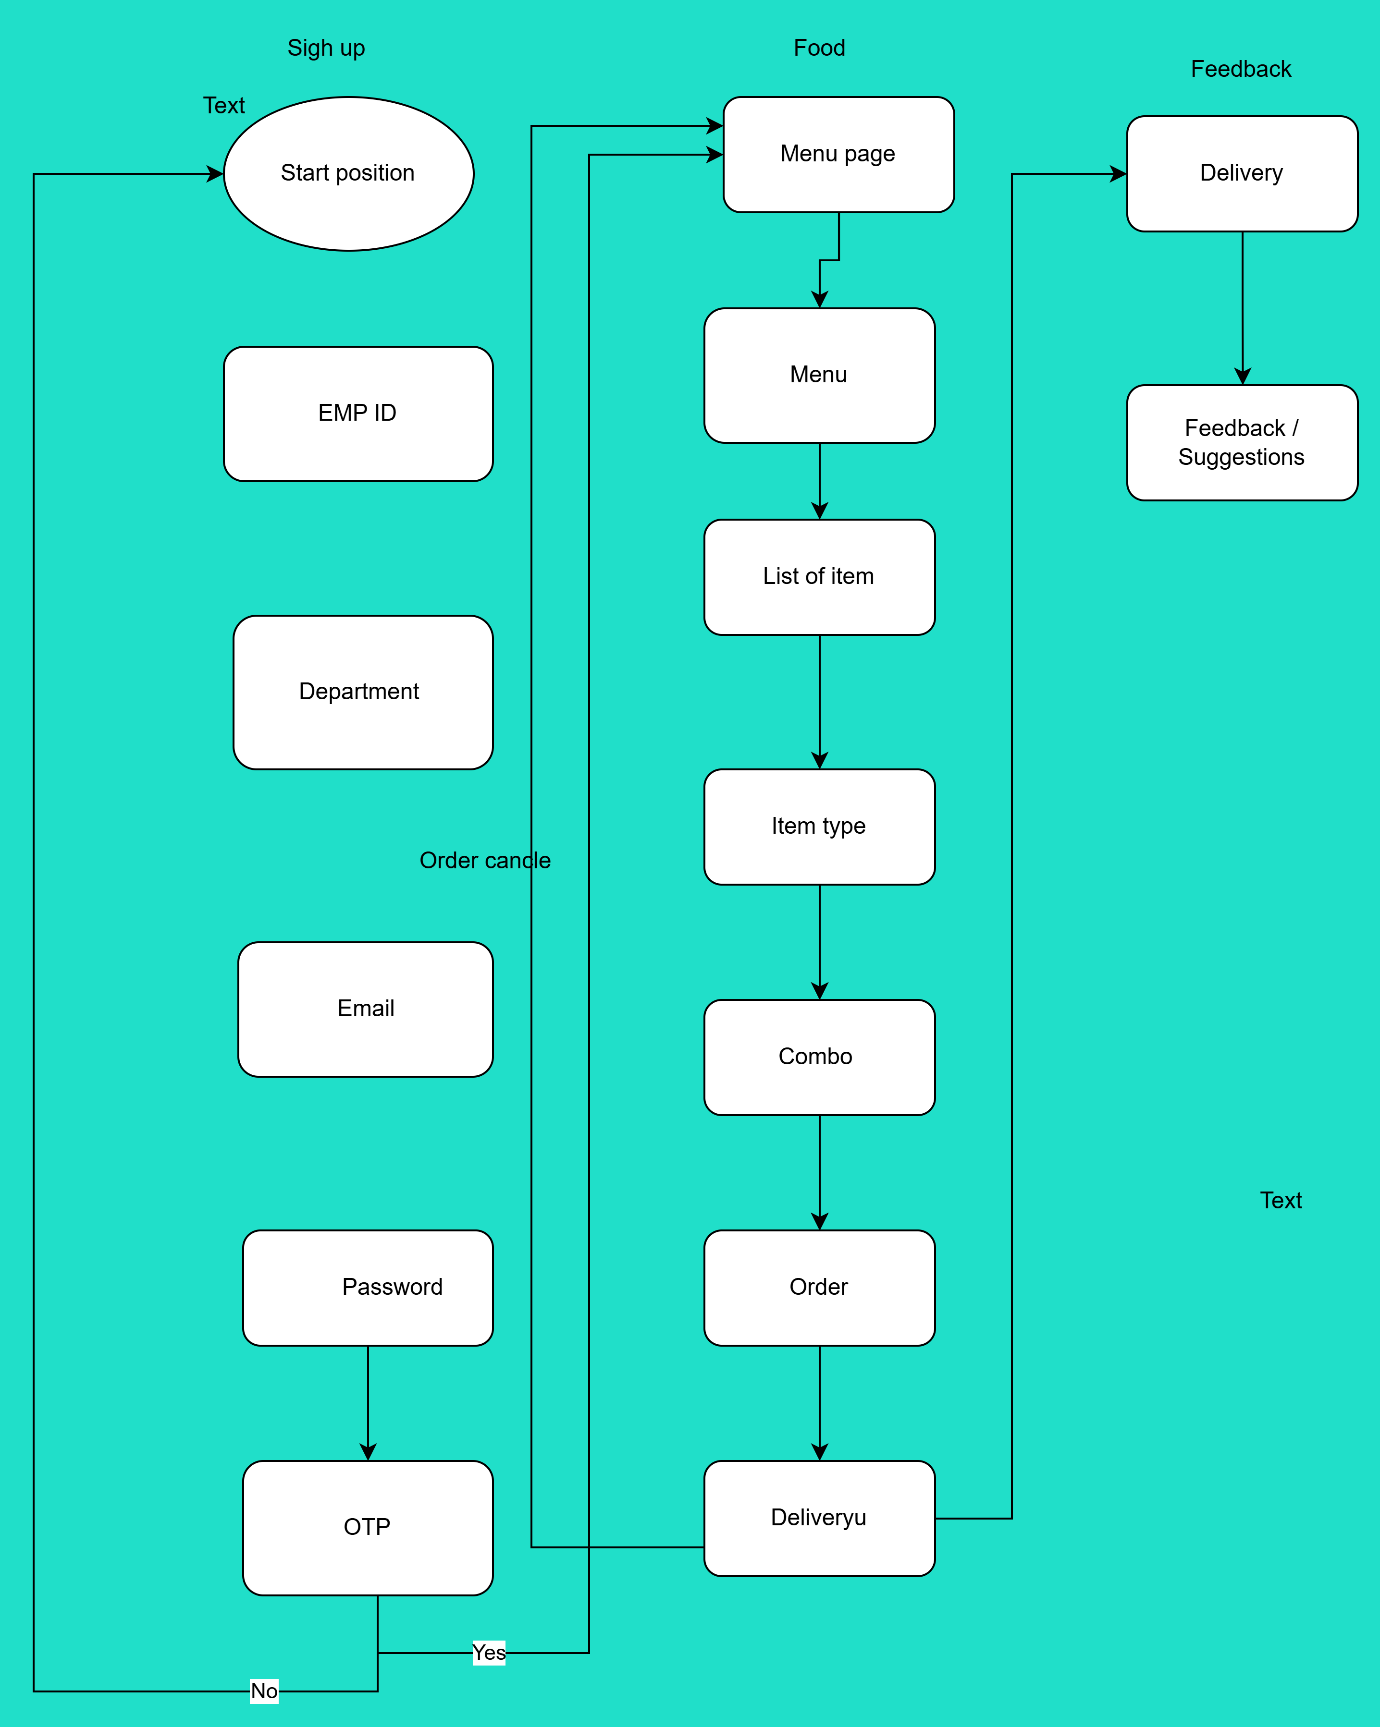 Sigh up
Text
Start position
EMP ID
Department
Order cancle
Email
Password
OTP
Yes
No
Food
Menu page
Menu
List of item
Item type
Combo
Order
Deliveryu
Feedback
Delivery
Feedback /
Suggestions
Text